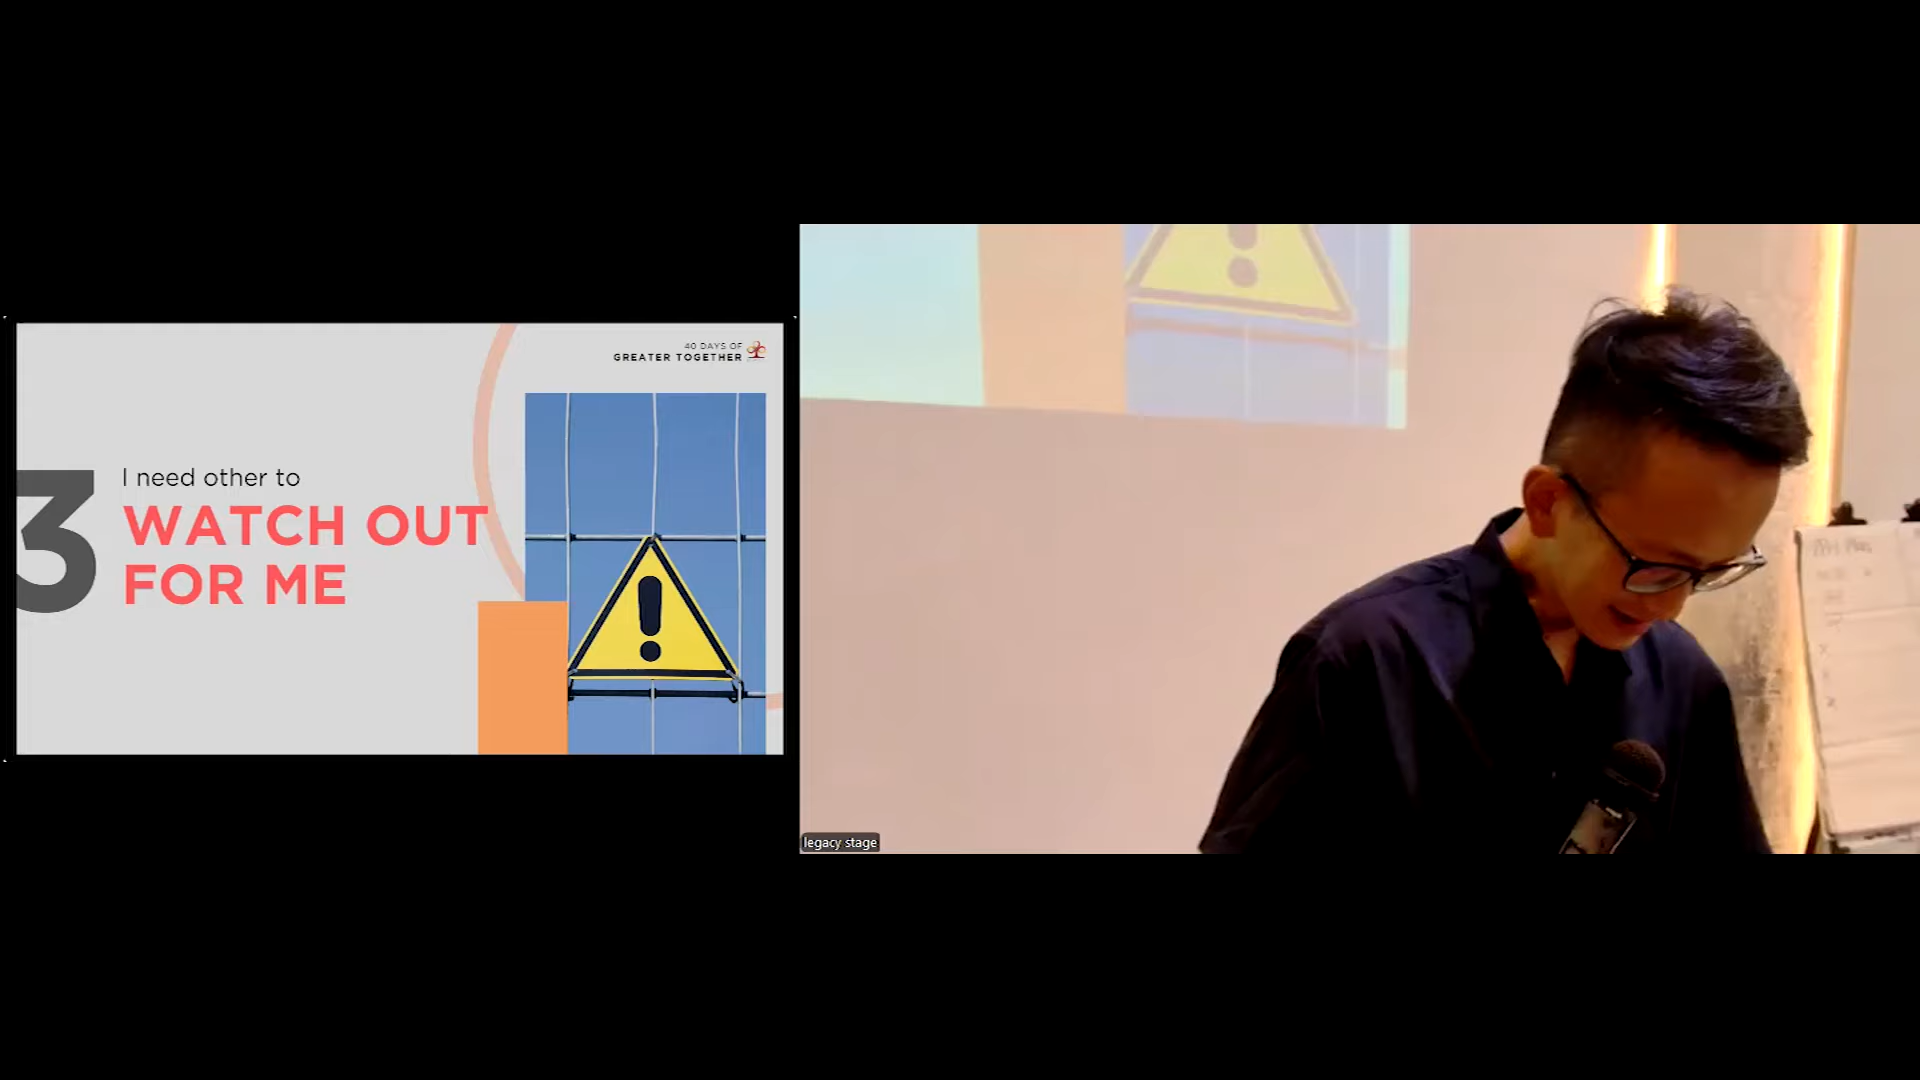 40 DAYS OF
GREATER TOGETHER
3
I need other to
WATCH OUT
FOR ME
legacy stage